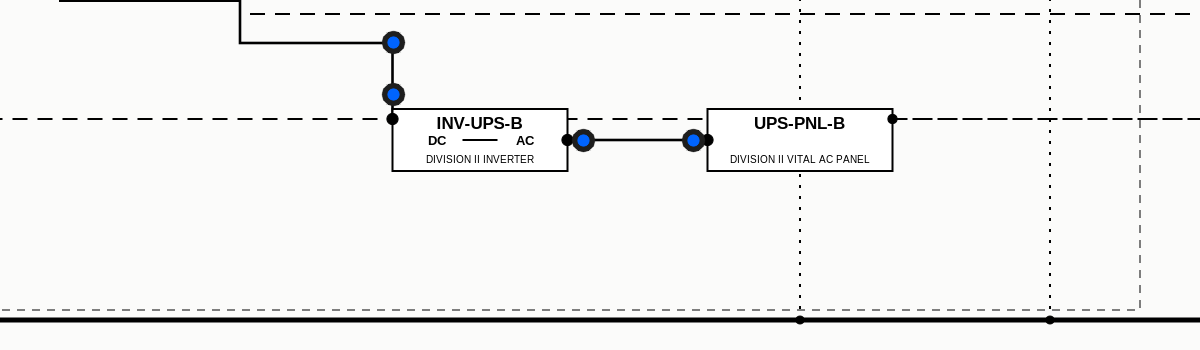 INV-UPS-B
DC AC
DIVISION II INVERTER
UPS-PNL-B
DIVISION II VITAL AC PANEL